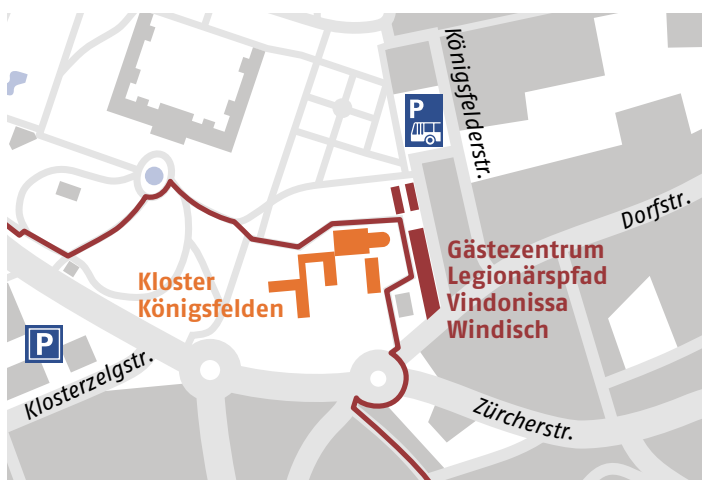 Königsfelderstr.
P
Dorfstr.
Gästezentrum
Legionärspfad
Vindonissa
Windisch
Kloster
Königsfelden
P
Klosterzelgstr.
Zürcherstr.